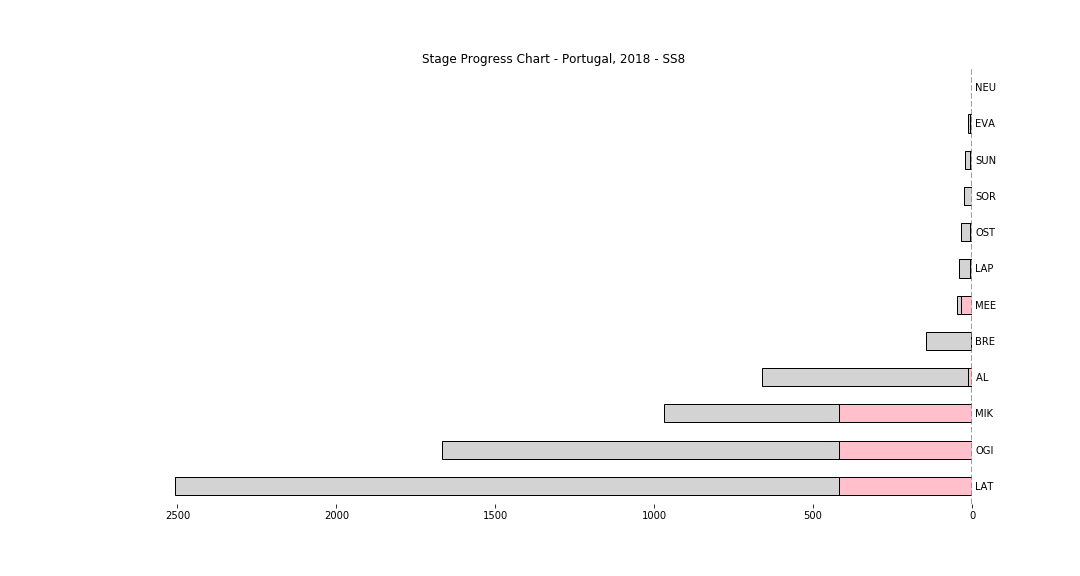 Stage Progress Chart - Portugal, 2018 - SS8
NEU
EVA
SUN
SOR
OST
LAP
MEE
BRE
AL
MIK
OGI
LAT
2500 2000 1500 1000 500 0